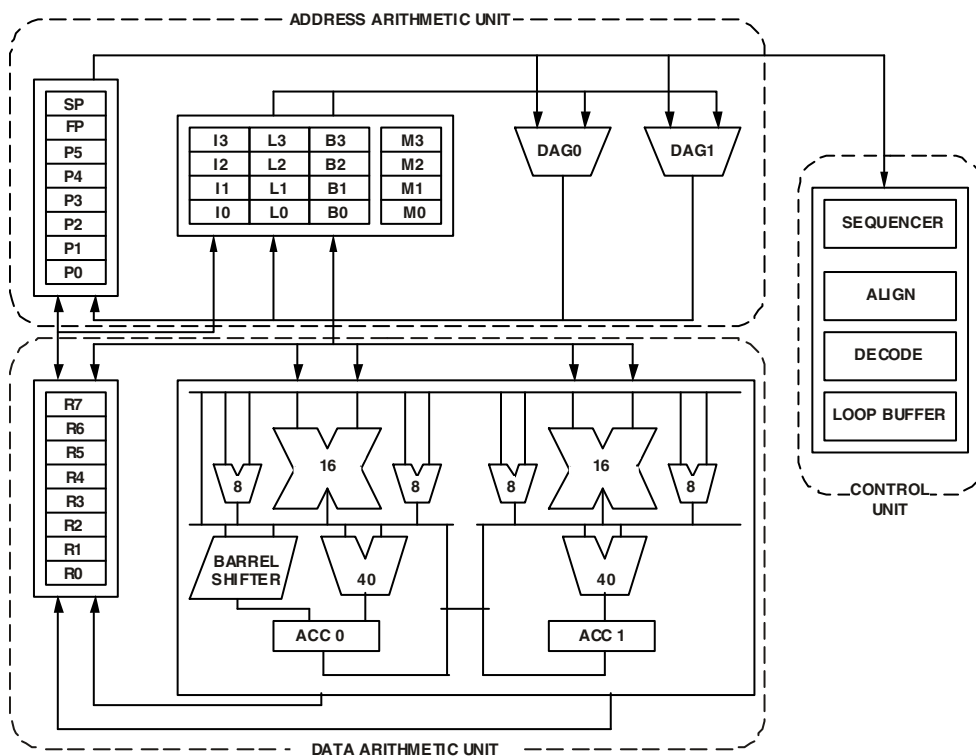 ADDRESS ARITHMETIC UNIT
SP
FP
P5
P4
P3
P2
P1
P0
I3 L3 B3 M3
I2 L2 B2 M2
I1 L1 B1 M1
I0 L0 B0 M0
DAG0
DAG1
SEQUENCER
ALIGN
DECODE
LOOP BUFFER
CONTROL
UNIT
R7
R6
R5
R4
R3
R2
R1
R0
8
16
8
8
16
8
BARREL
SHIFTER
40
40
ACC 0
ACC 1
DATA ARITHMETIC UNIT